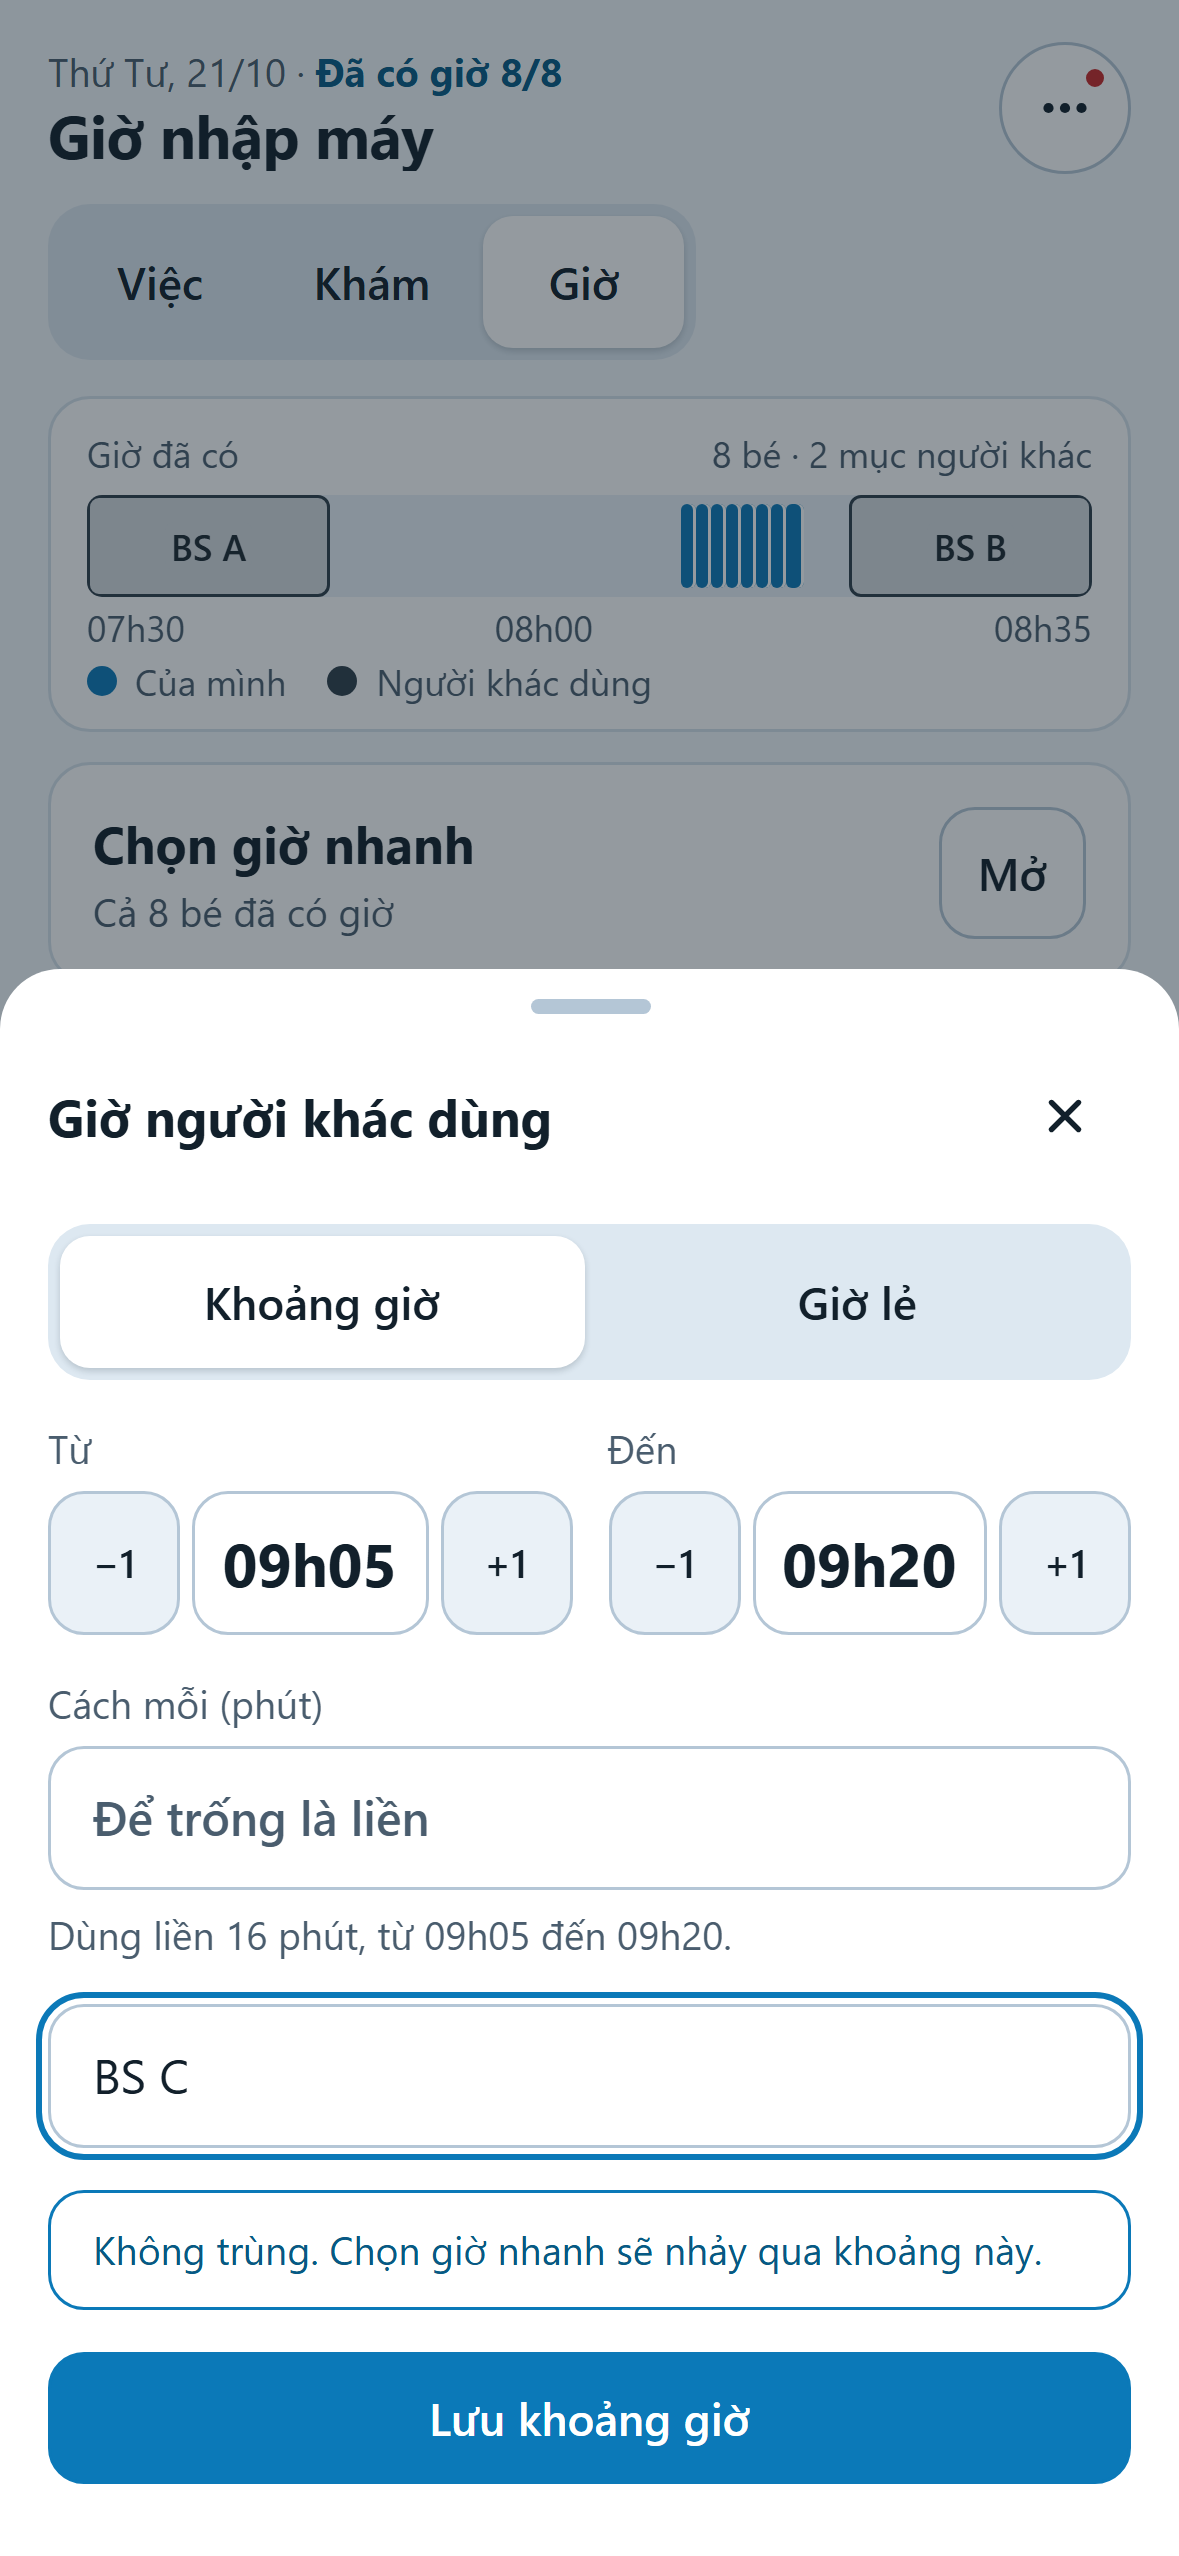 Thứ Tư, 21/10 · Đã có giờ 8/8
Giờ nhập máy
Việc Khám Giờ
Giờ đã có 8 bé · 2 mục người khác
BS A BS B
07h30 08h00 08h35
Của mình Người khác dùng
Chọn giờ nhanh
Mở
Cả 8 bé đã có giờ
Giờ người khác dùng
Khoảng giờ Giờ lẻ
Từ Đến
−1 09h05 +1 −1 09h20 +1
Cách mỗi (phút)
Để trống là liền
Dùng liền 16 phút, từ 09h05 đến 09h20.
BS C
Không trùng. Chọn giờ nhanh sẽ nhảy qua khoảng này.
Lưu khoảng giờ